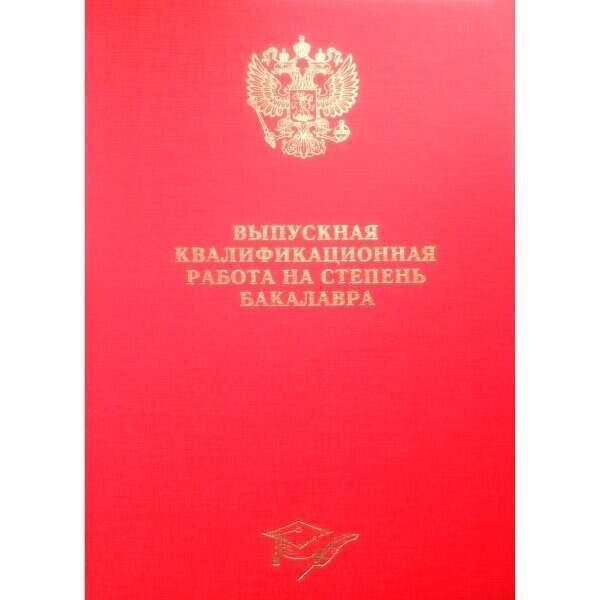 ВЫПУСКНАЯ
КВАЛИФИКАЦИОННАЯ
РАБОТА НА СТЕПЕНЬ
БАКАЛАВРА